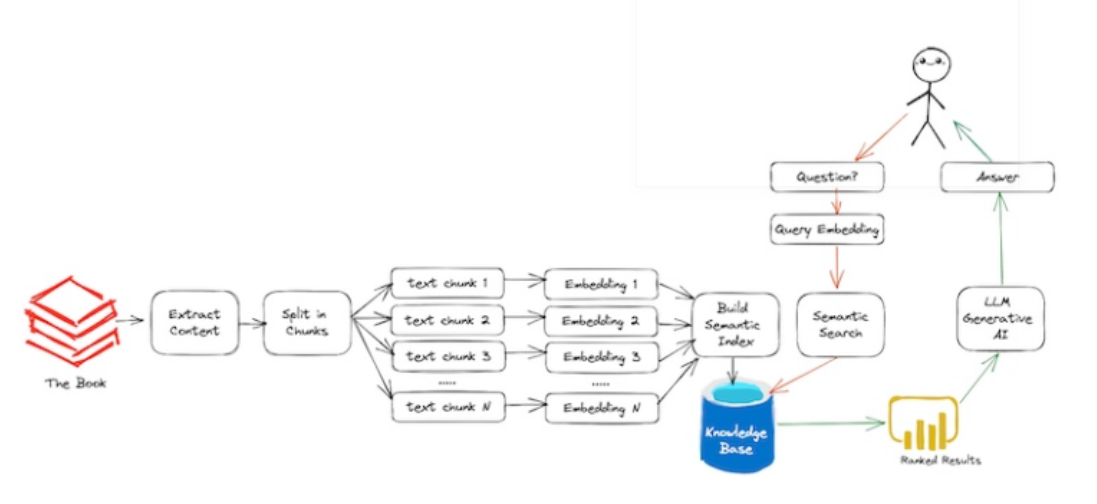 The Book
Extract
Content
Split in
Chunks
text chunk 1
text chunk 2
text chunk 3
.....
text chunk N
Embedding 1
Embedding 2
Embedding 3
.....
Embedding N
Build
Semantic
Index
Knowledge
Base
Question?
Query Embedding
Semantic
Search
Ranked Results
LLM
Generative
AI
Answer